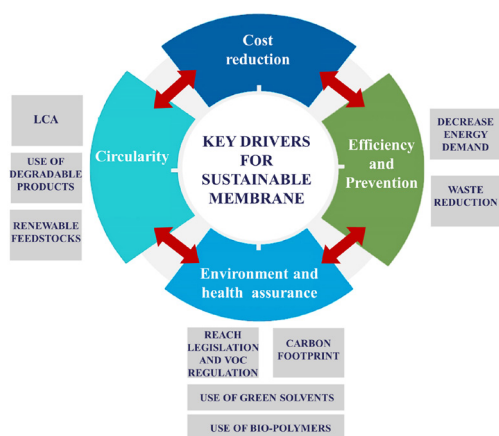 Cost
reduction
KEY DRIVERS
FOR
SUSTAINABLE
MEMBRANE
Circularity
Efficiency
and
Prevention
Environment and
health assurance
LCA
USE OF
DEGRADABLE
PRODUCTS
RENEWABLE
FEEDSTOCKS
DECREASE
ENERGY
DEMAND
WASTE
REDUCTION
REACH
LEGISLATION
AND VOC
REGULATION
CARBON
FOOTPRINT
USE OF GREEN SOLVENTS
USE OF BIO-POLYMERS